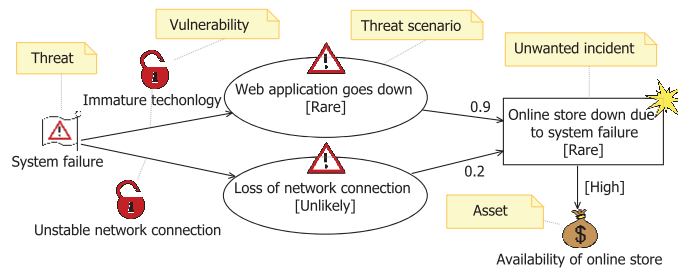 Vulnerability
Threat scenario
Unwanted incident
Threat
Immature techonlogy
Web application goes down
[Rare]
0.9
Online store down due
to system failure
[Rare]
System failure
Loss of network connection
[Unlikely]
0.2
[High]
Asset
Unstable network connection
$
Availability of online store